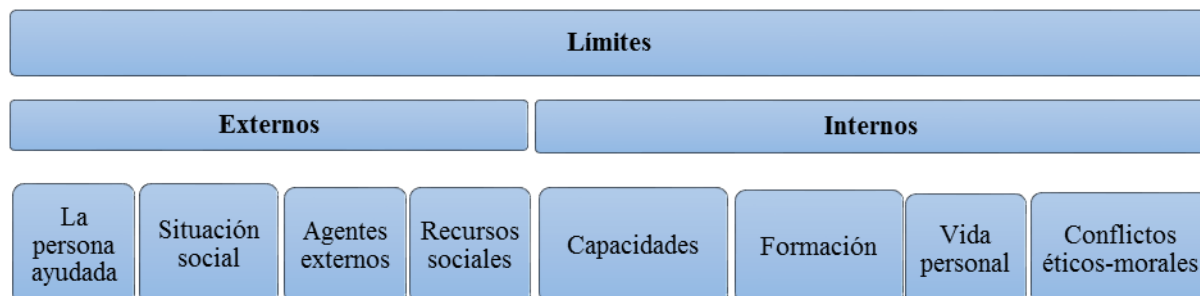 Límites
Externos
Internos
La
persona
ayudada
Situación
social
Agentes
externos
Recursos
sociales
Capacidades
Formación
Vida
personal
Conflictos
éticos-morales